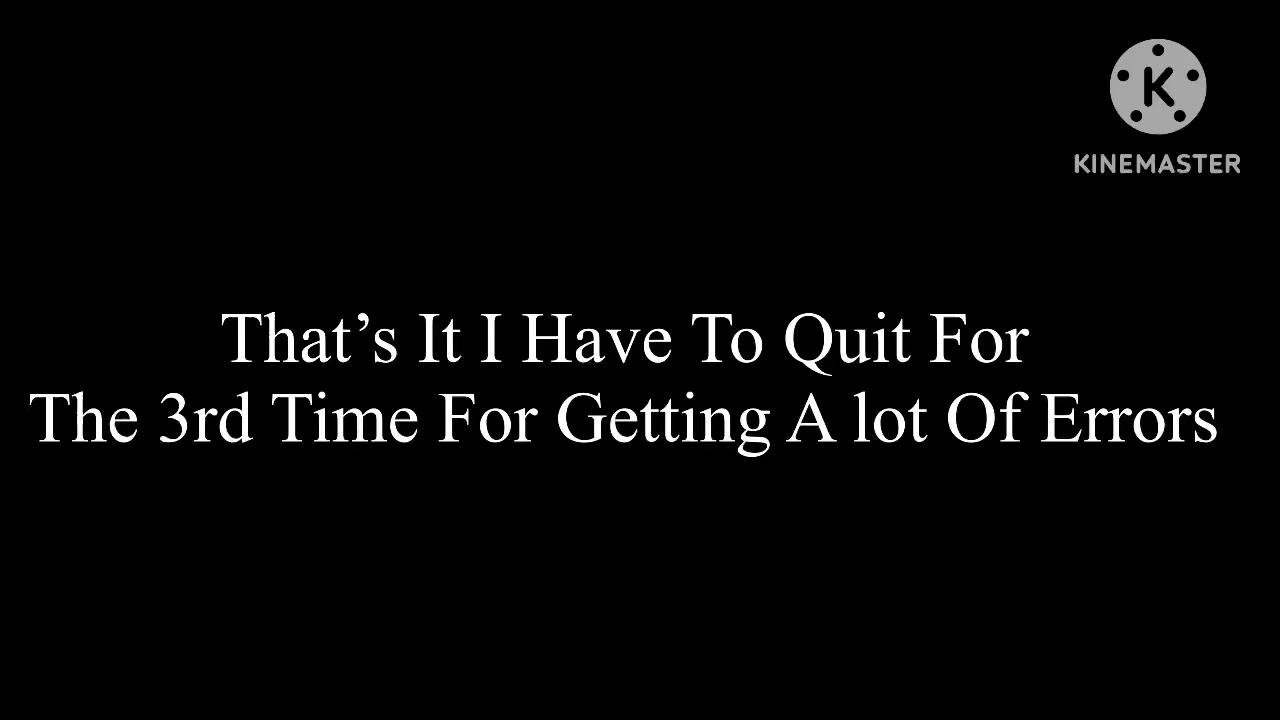 K
KINEMASTER
That’s It I Have To Quit For
The 3rd Time For Getting A lot Of Errors